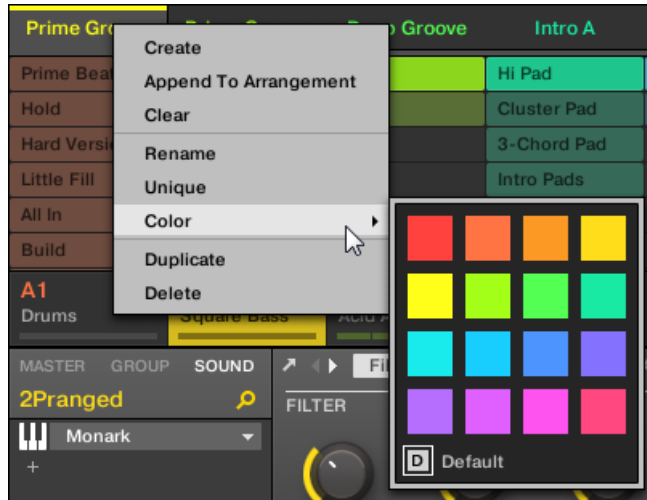 Prime Gro Groove Intro A
Create
Append To Arrangement
Clear
Rename
Unique
Color
Duplicate
Delete
Prime Beat Hi Pad
Hold Cluster Pad
Hard Versi 3-Chord Pad
Little Fill Intro Pads
All In
Build
A1
Drums Square Bass Acid
MASTER GROUP SOUND Fil
2Pranged FILTER
Monark
+
D Default